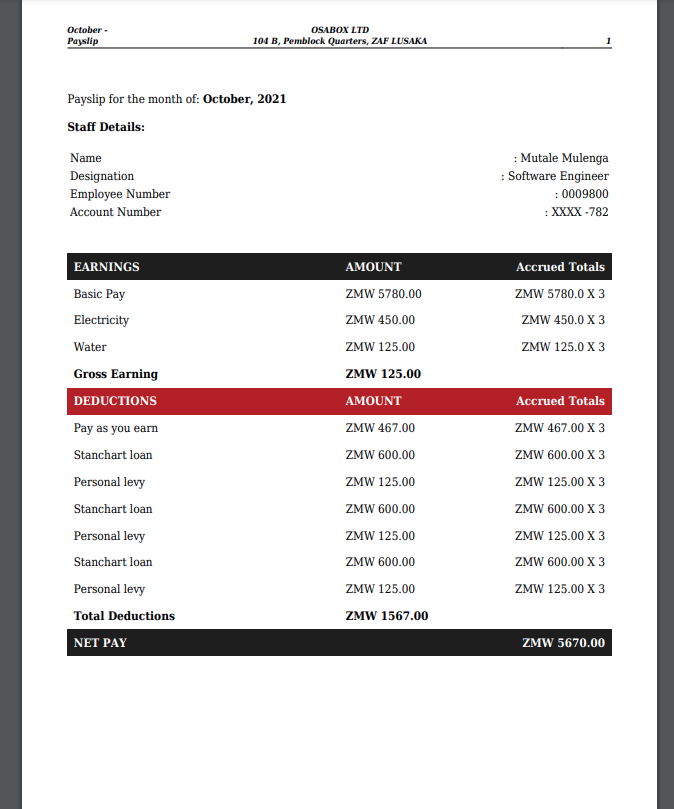 October - Payslip
OSABOX LTD
104 B, Pemblock Quarters, ZAF LUSAKA
1
Payslip for the month of: October, 2021
Staff Details:
Name : Mutale Mulenga
Designation : Software Engineer
Employee Number : 0009800
Account Number : XXXX -782
EARNINGS AMOUNT Accrued Totals
Basic Pay ZMW 5780.00 ZMW 5780.0 X 3
Electricity ZMW 450.00 ZMW 450.0 X 3
Water ZMW 125.00 ZMW 125.0 X 3
Gross Earning ZMW 125.00
DEDUCTIONS AMOUNT Accrued Totals
Pay as you earn ZMW 467.00 ZMW 467.00 X 3
Stanchart loan ZMW 600.00 ZMW 600.00 X 3
Personal levy ZMW 125.00 ZMW 125.00 X 3
Stanchart loan ZMW 600.00 ZMW 600.00 X 3
Personal levy ZMW 125.00 ZMW 125.00 X 3
Stanchart loan ZMW 600.00 ZMW 600.00 X 3
Personal levy ZMW 125.00 ZMW 125.00 X 3
Total Deductions ZMW 1567.00
NET PAY ZMW 5670.00